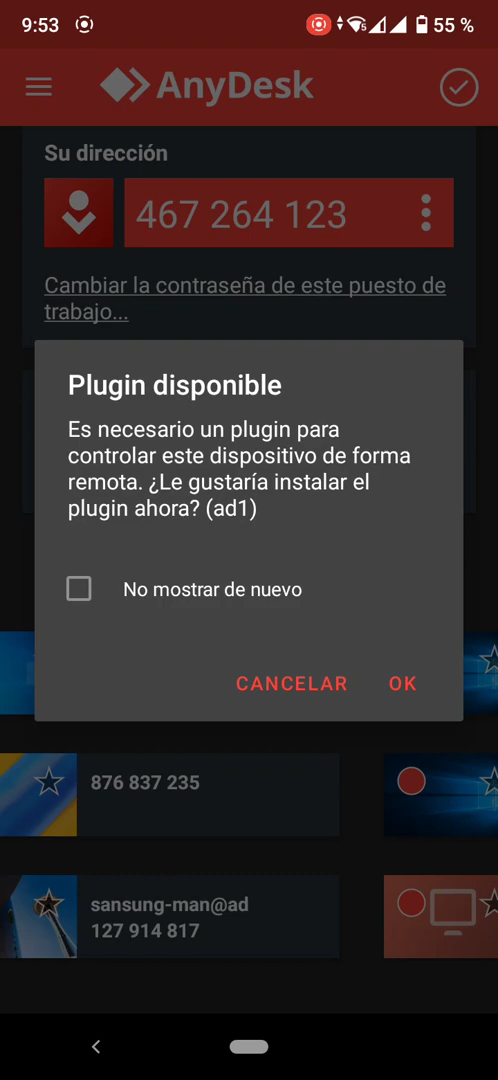 9:53
55 %
AnyDesk
Su dirección
467 264 123
Cambiar la contraseña de este puesto de
trabajo...
Plugin disponible
Es necesario un plugin para
controlar este dispositivo de forma
remota. ¿Le gustaría instalar el
plugin ahora? (ad1)
No mostrar de nuevo
CANCELAR
OK
876 837 235
sansung-man@ad
127 914 817